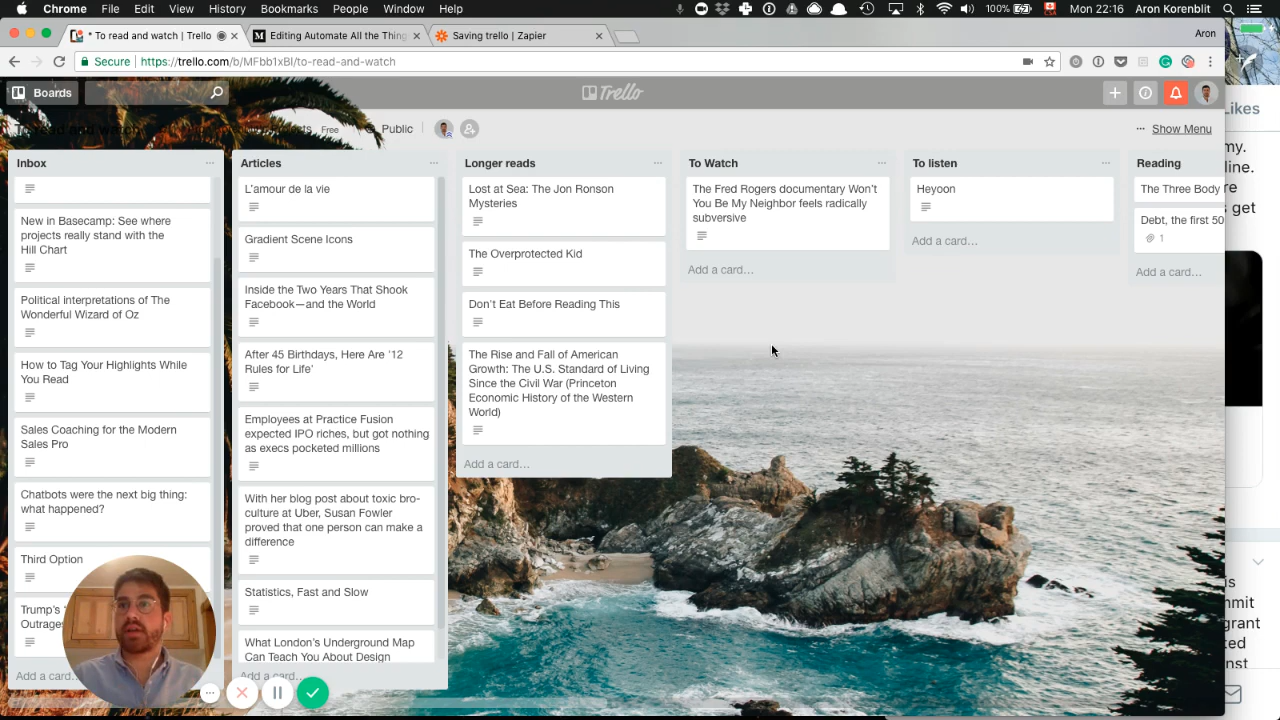 Chrome File Edit View History Bookmarks People Window Help
100% Mon 22:16 Aron Korenblit
* To read and watch | Trello
Editing Automate All the Thing
Saving trello | Zapier
Aron
Secure | https://trello.com/b/MFbb1xBI/to-read-and-watch
Boards
Trello
Free
Public
Show Menu
Inbox
New in Basecamp: See where
projects really stand with the
Hill Chart
Political interpretations of The
Wonderful Wizard of Oz
How to Tag Your Highlights While
You Read
Sales Coaching for the Modern
Sales Pro
Chatbots were the next big thing:
what happened?
Third Option
Trump's
Outrage
Add a card...
Articles
L'amour de la vie
Gradient Scene Icons
Inside the Two Years That Shook
Facebook—and the World
After 45 Birthdays, Here Are '12
Rules for Life'
Employees at Practice Fusion
expected IPO riches, but got nothing
as execs pocketed millions
With her blog post about toxic bro-
culture at Uber, Susan Fowler
proved that one person can make a
difference
Statistics, Fast and Slow
What London's Underground Map
Can Teach You About Design
Add a card...
Longer reads
Lost at Sea: The Jon Ronson
Mysteries
The Overprotected Kid
Don't Eat Before Reading This
The Rise and Fall of American
Growth: The U.S. Standard of Living
Since the Civil War (Princeton
Economic History of the Western
World)
Add a card...
To Watch
The Fred Rogers documentary Won't
You Be My Neighbor feels radically
subversive
Add a card...
To listen
Heyoon
Add a card...
Reading
The Three Body
Debt, the first 50
1
Add a card...
Likes
my.
line.
re
s get
is
mmit
grant
ted
nst